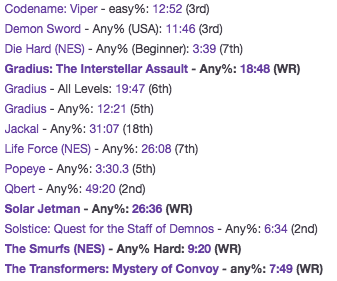 Codename: Viper - easy%: 12:52 (3rd)
Demon Sword - Any% (USA): 11:46 (3rd)
Die Hard (NES) - Any% (Beginner): 3:39 (7th)
Gradius: The Interstellar Assault - Any%: 18:48 (WR)
Gradius - All Levels: 19:47 (6th)
Gradius - Any%: 12:21 (5th)
Jackal - Any%: 31:07 (18th)
Life Force (NES) - Any%: 26:08 (7th)
Popeye - Any%: 3:30.3 (5th)
Qbert - Any%: 49:20 (2nd)
Solar Jetman - Any%: 26:36 (WR)
Solstice: Quest for the Staff of Demnos - Any%: 6:34 (2nd)
The Smurfs (NES) - Any% Hard: 9:20 (WR)
The Transformers: Mystery of Convoy - any%: 7:49 (WR)